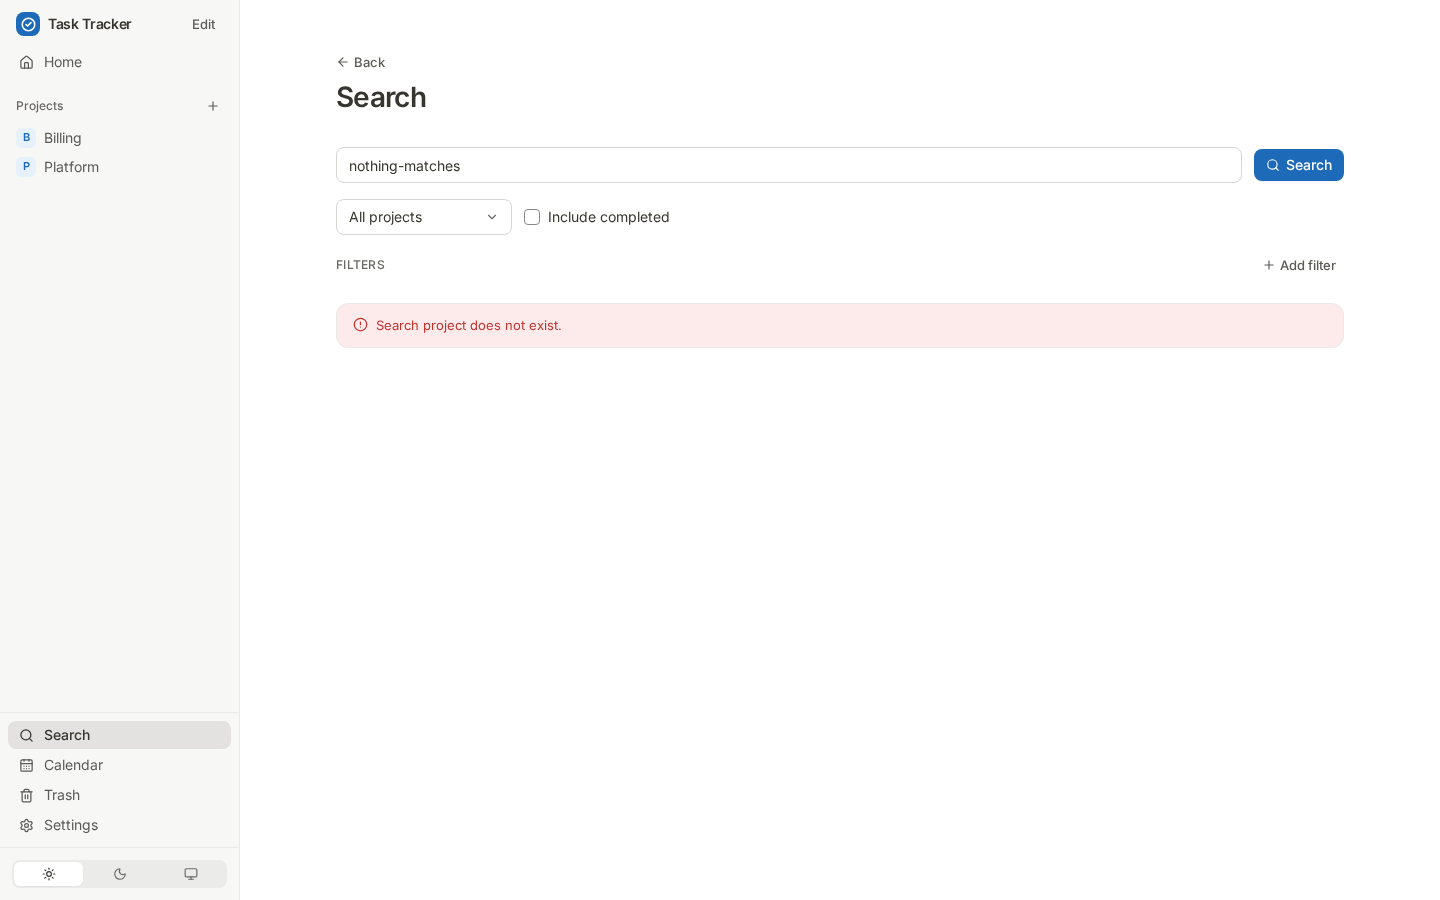 Task Tracker
Edit
Home
Projects
B Billing
P Platform
Search
Calendar
Trash
Settings
Back
Search
nothing-matches
Search
All projects
Include completed
FILTERS
Add filter
Search project does not exist.